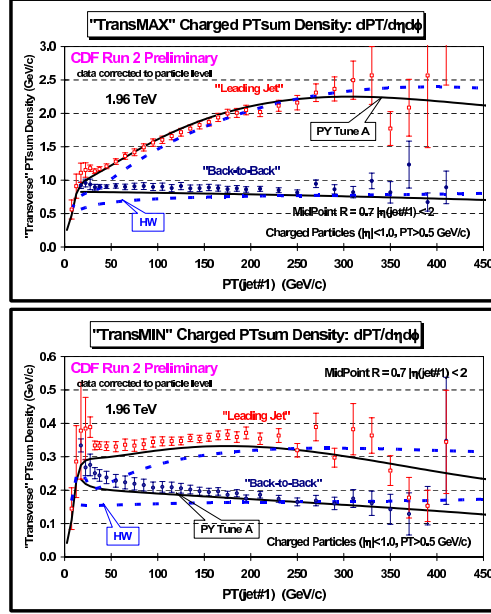 "TransMAX" Charged PTsum Density: dPT/dηdϕ
"Transverse" PTsum Density (GeV/c)
3.0
2.5
2.0
1.5
1.0
0.5
0.0
CDF Run 2 Preliminary
data corrected to particle level
1.96 TeV
"Leading Jet"
PY Tune A
"Back-to-Back"
HW
MidPoint R = 0.7 |η(jet#1)| < 2
Charged Particles (|η|<1.0, PT>0.5 GeV/c)
0 50 100 150 200 250 300 350 400 450
PT(jet#1) (GeV/c)
"TransMIN" Charged PTsum Density: dPT/dηdϕ
"Transverse" PTsum Density (GeV/c)
0.6
0.5
0.4
0.3
0.2
0.1
0.0
CDF Run 2 Preliminary
data corrected to particle level
MidPoint R = 0.7 |η(jet#1)| < 2
1.96 TeV
"Leading Jet"
"Back-to-Back"
HW
PY Tune A
Charged Particles (|η|<1.0, PT>0.5 GeV/c)
0 50 100 150 200 250 300 350 400 450
PT(jet#1) (GeV/c)